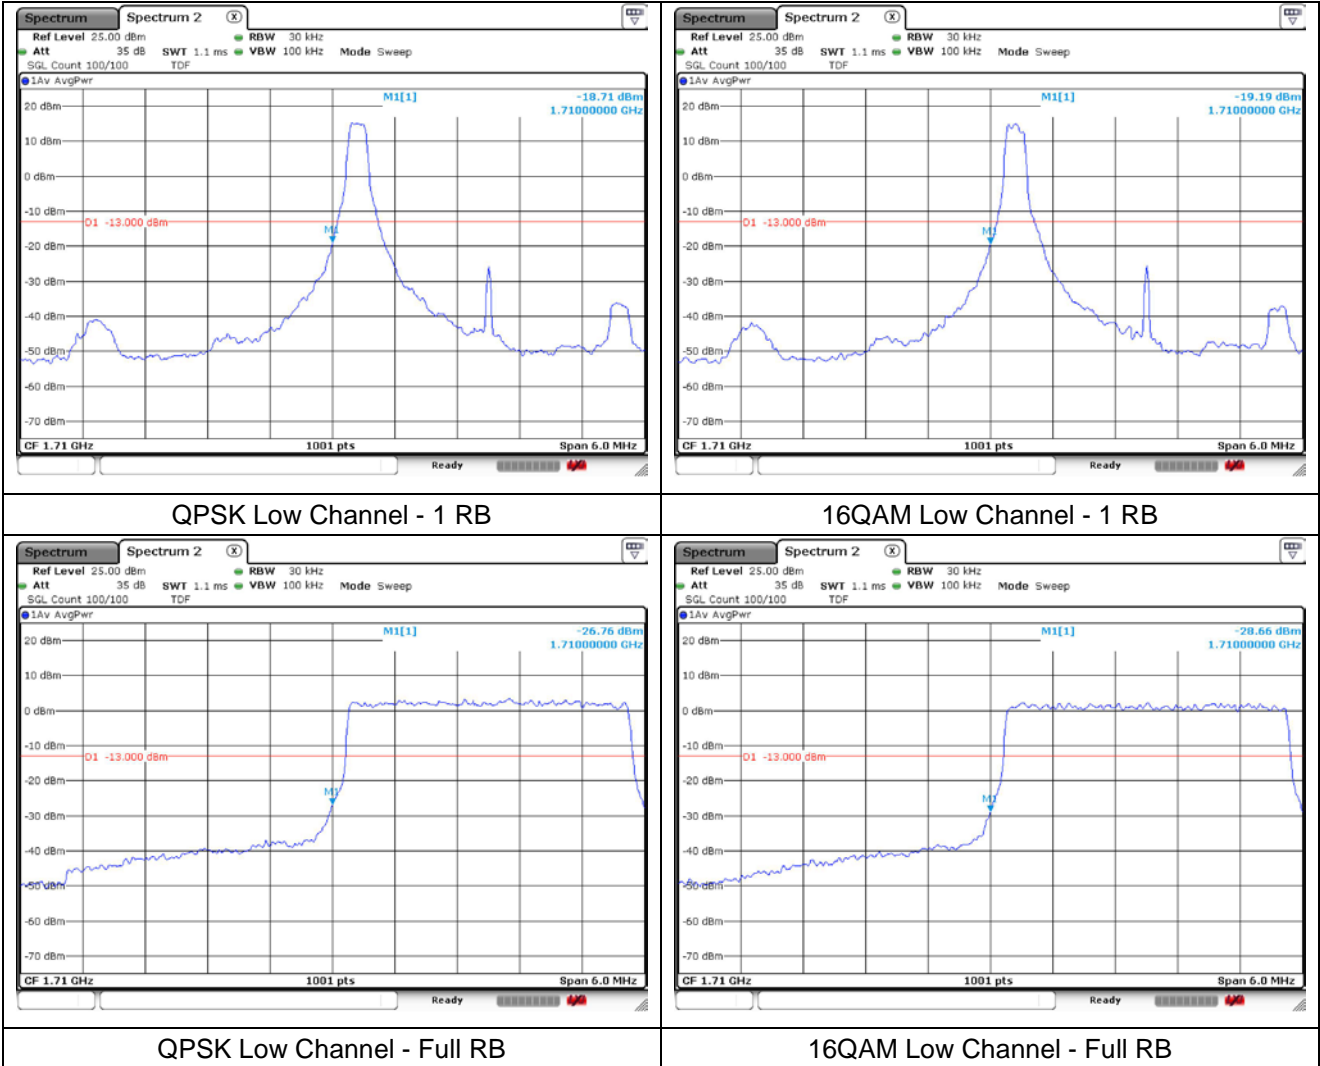 Spectrum Spectrum 2 X
Ref Level 25.00 dBm RBW 30 kHz
Att 35 dB SWT 1.1 ms VBW 100 kHz Mode Sweep
SGL Count 100/100 TDF
1Av AvgPwr
M1[1] -18.71 dBm
1.71000000 GHz
20 dBm
10 dBm
0 dBm
-10 dBm
D1 -13.000 dBm
M1
-20 dBm
-30 dBm
-40 dBm
-50 dBm
-60 dBm
-70 dBm
CF 1.71 GHz 1001 pts Span 6.0 MHz
Ready
QPSK Low Channel - 1 RB
Spectrum Spectrum 2 X
Ref Level 25.00 dBm RBW 30 kHz
Att 35 dB SWT 1.1 ms VBW 100 kHz Mode Sweep
SGL Count 100/100 TDF
1Av AvgPwr
M1[1] -19.19 dBm
1.71000000 GHz
20 dBm
10 dBm
0 dBm
-10 dBm
D1 -13.000 dBm
M1
-20 dBm
-30 dBm
-40 dBm
-50 dBm
-60 dBm
-70 dBm
CF 1.71 GHz 1001 pts Span 6.0 MHz
Ready
16QAM Low Channel - 1 RB
Spectrum Spectrum 2 X
Ref Level 25.00 dBm RBW 30 kHz
Att 35 dB SWT 1.1 ms VBW 100 kHz Mode Sweep
SGL Count 100/100 TDF
1Av AvgPwr
M1[1] -26.76 dBm
1.71000000 GHz
20 dBm
10 dBm
0 dBm
-10 dBm
D1 -13.000 dBm
-20 dBm
M1
-30 dBm
-40 dBm
-50 dBm
-60 dBm
-70 dBm
CF 1.71 GHz 1001 pts Span 6.0 MHz
Ready
QPSK Low Channel - Full RB
Spectrum Spectrum 2 X
Ref Level 25.00 dBm RBW 30 kHz
Att 35 dB SWT 1.1 ms VBW 100 kHz Mode Sweep
SGL Count 100/100 TDF
1Av AvgPwr
M1[1] -28.66 dBm
1.71000000 GHz
20 dBm
10 dBm
0 dBm
-10 dBm
D1 -13.000 dBm
-20 dBm
M1
-30 dBm
-40 dBm
-50 dBm
-60 dBm
-70 dBm
CF 1.71 GHz 1001 pts Span 6.0 MHz
Ready
16QAM Low Channel - Full RB